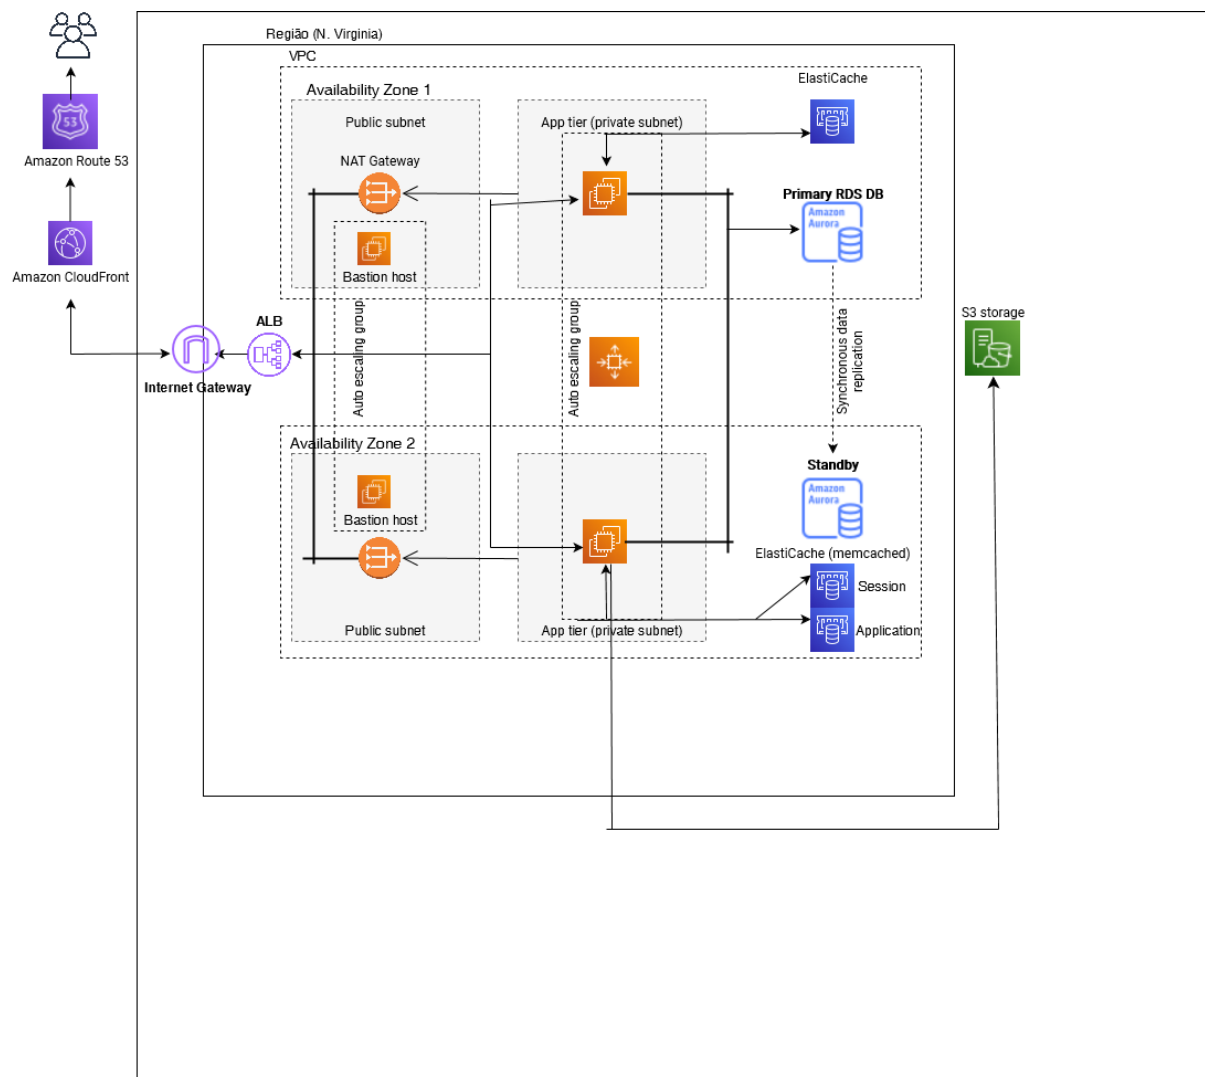 Região (N. Virginia)
VPC
ElastiCache
Availability Zone 1
Public subnet
App tier (private subnet)
53
Amazon Route 53
NAT Gateway
Primary RDS DB
Amazon
Aurora
Bastion host
Amazon CloudFront
ALB
Internet Gateway
Auto escaling group
Auto escaling group
Synchronous data
replication
S3 storage
Availability Zone 2
Standby
Amazon
Aurora
Bastion host
ElastiCache (memcached)
Session
Application
Public subnet
App tier (private subnet)